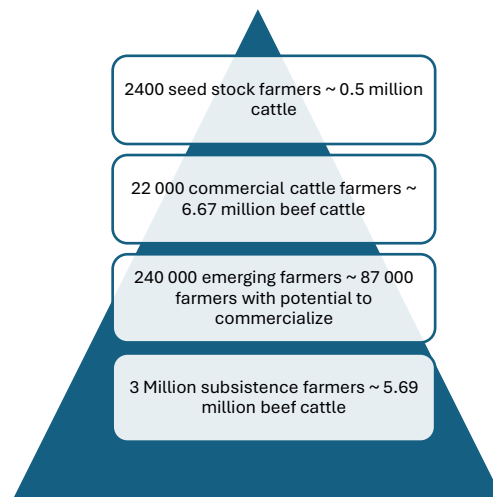 2400 seed stock farmers ~ 0.5 million
cattle
22 000 commercial cattle farmers ~
6.67 million beef cattle
240 000 emerging farmers ~ 87 000
farmers with potential to
commercialize
3 Million subsistence farmers ~ 5.69
million beef cattle